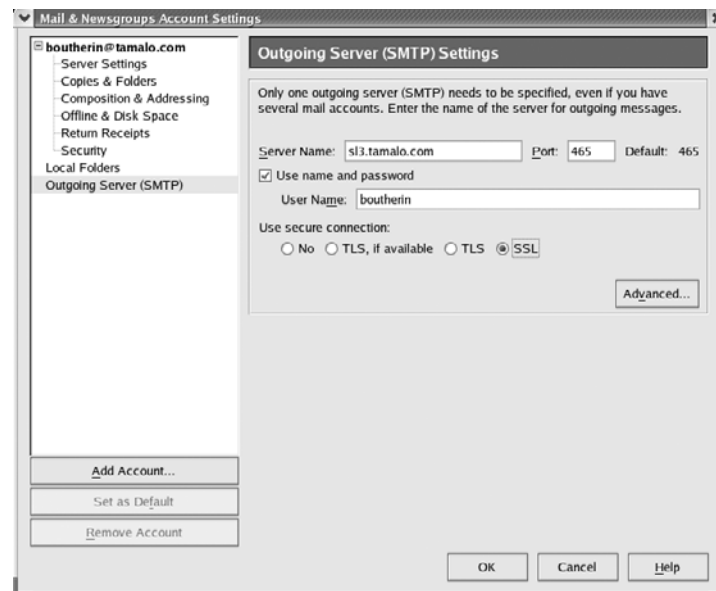 Mail & Newsgroups Account Settings
boutherin@tamalo.com
Server Settings
Copies & Folders
Composition & Addressing
Offline & Disk Space
Return Receipts
Security
Local Folders
Outgoing Server (SMTP)
Add Account...
Set as Default
Remove Account
Outgoing Server (SMTP) Settings
Only one outgoing server (SMTP) needs to be specified, even if you have
several mail accounts. Enter the name of the server for outgoing messages.
Server Name: sl3.tamalo.com Port: 465 Default: 465
Use name and password
User Name: boutherin
Use secure connection:
No TLS, if available TLS SSL
Advanced...
OK Cancel Help